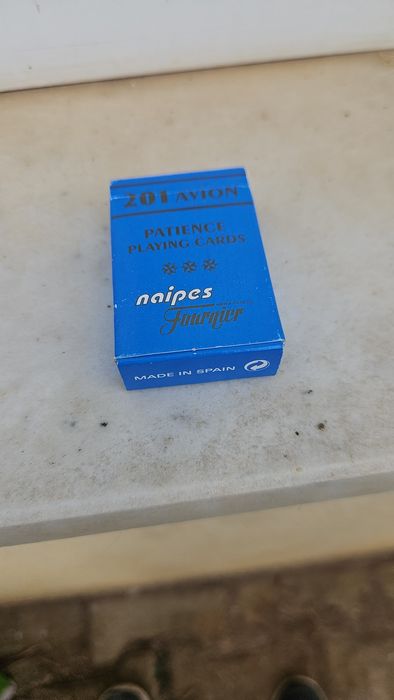 201 AVION
PATIENCE
PLAYING CARDS
naipes
Fournier
MADE IN SPAIN